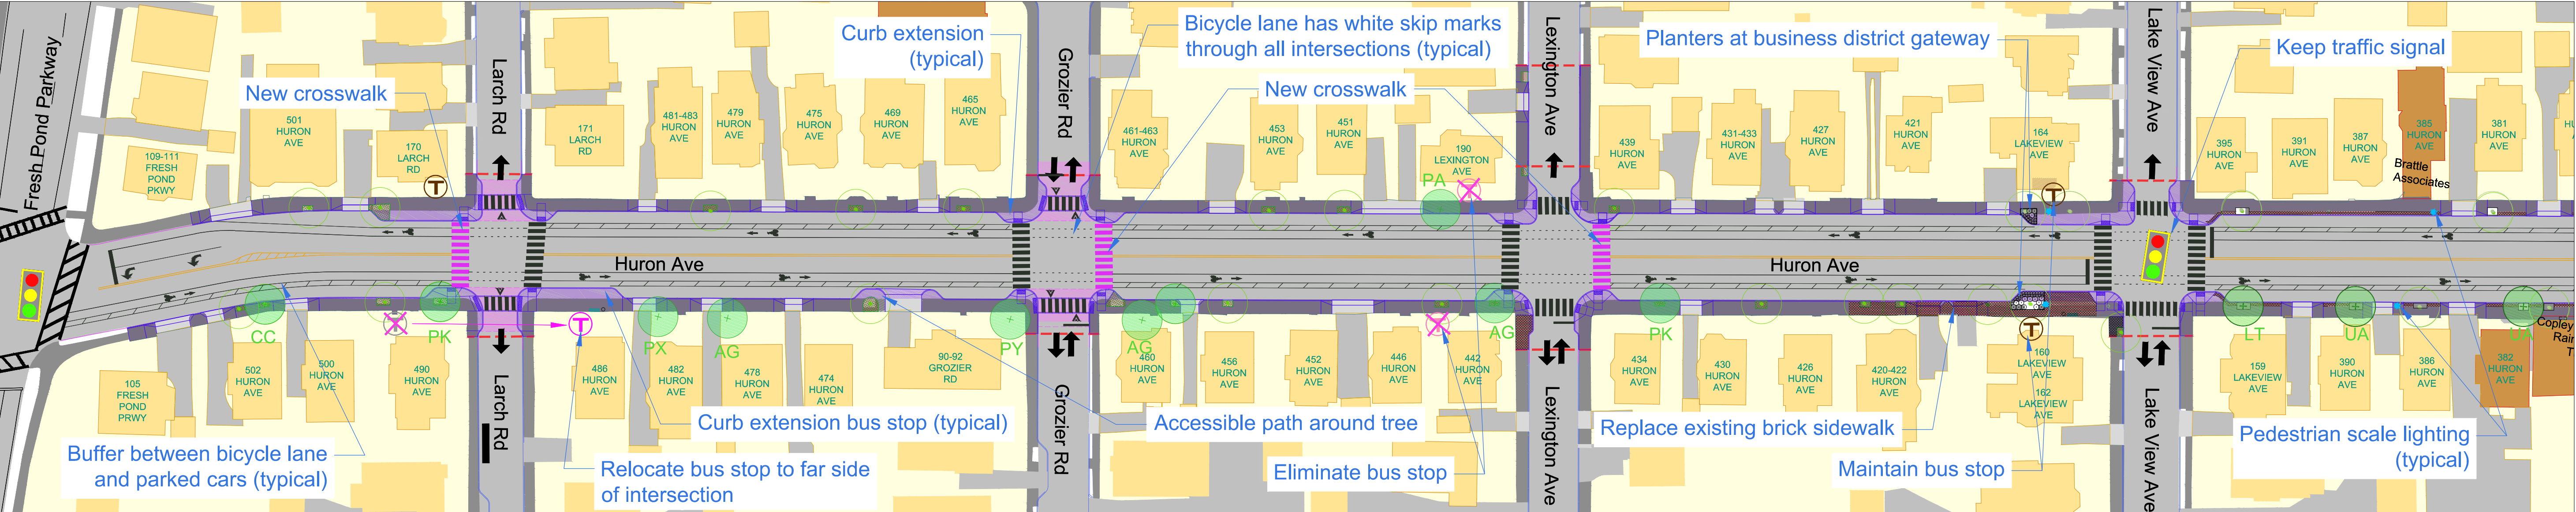 Fresh Pond Parkway
109-111
FRESH
POND
PKWY
New crosswalk
501
HURON
AVE
170
LARCH
RD
T
Larch Rd
171
LARCH
RD
481-483
HURON
AVE
479
HURON
AVE
475
HURON
AVE
469
HURON
AVE
465
HURON
AVE
Curb extension
(typical)
Grozier Rd
Bicycle lane has white skip marks
through all intersections (typical)
New crosswalk
461-463
HURON
AVE
453
HURON
AVE
451
HURON
AVE
190
LEXINGTON
AVE
PA
Lexington Ave
Planters at business district gateway
439
HURON
AVE
431-433
HURON
AVE
427
HURON
AVE
421
HURON
AVE
164
LAKEVIEW
AVE
T
Lake View Ave
Keep traffic signal
395
HURON
AVE
391
HURON
AVE
387
HURON
AVE
385
HURON
AVE
Brattle
Associates
381
HURON
AVE
Huron Ave
Huron Ave
CC
PK
T
PX
AG
PY
AG
AG
PK
T
LT
UA
UA
105
FRESH
POND
PRWY
502
HURON
AVE
500
HURON
AVE
490
HURON
AVE
Larch Rd
486
HURON
AVE
482
HURON
AVE
478
HURON
AVE
474
HURON
AVE
90-92
GROZIER
RD
Grozier Rd
460
HURON
AVE
456
HURON
AVE
452
HURON
AVE
446
HURON
AVE
442
HURON
AVE
Lexington Ave
434
HURON
AVE
430
HURON
AVE
426
HURON
AVE
420-422
HURON
AVE
160
LAKEVIEW
AVE
162
LAKEVIEW
AVE
Lake View Ave
159
LAKEVIEW
AVE
390
HURON
AVE
386
HURON
AVE
382
HURON
AVE
Copley
Buffer between bicycle lane
and parked cars (typical)
Relocate bus stop to far side
of intersection
Curb extension bus stop (typical)
Accessible path around tree
Eliminate bus stop
Replace existing brick sidewalk
Maintain bus stop
Pedestrian scale lighting
(typical)